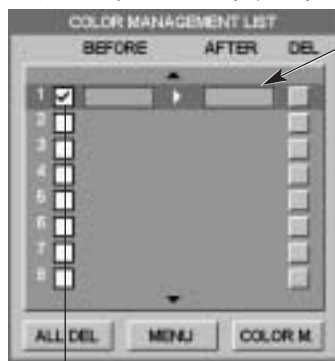 COLOR MANAGEMENT LIST
BEFORE AFTER DEL
1
2
3
4
5
6
7
8
ALL DEL MENU COLOR M.